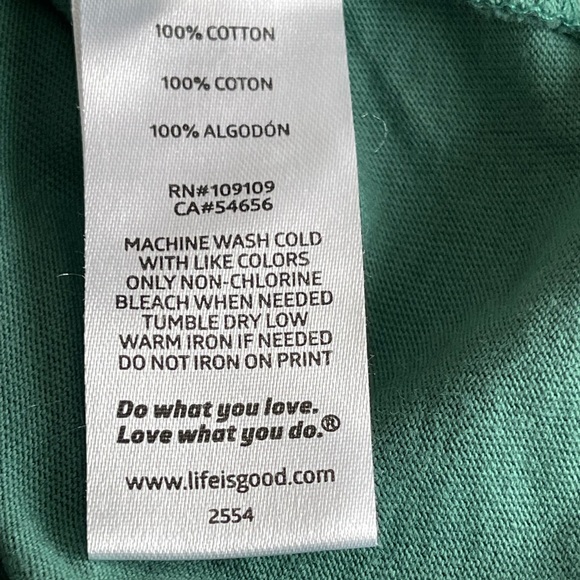 100% COTTON
100% COTON
100% ALGODÓN
RN#109109
CA#54656
MACHINE WASH COLD
WITH LIKE COLORS
ONLY NON-CHLORINE
BLEACH WHEN NEEDED
TUMBLE DRY LOW
WARM IRON IF NEEDED
DO NOT IRON ON PRINT
Do what you love.
Love what you do.®
www.lifeisgood.com
2554